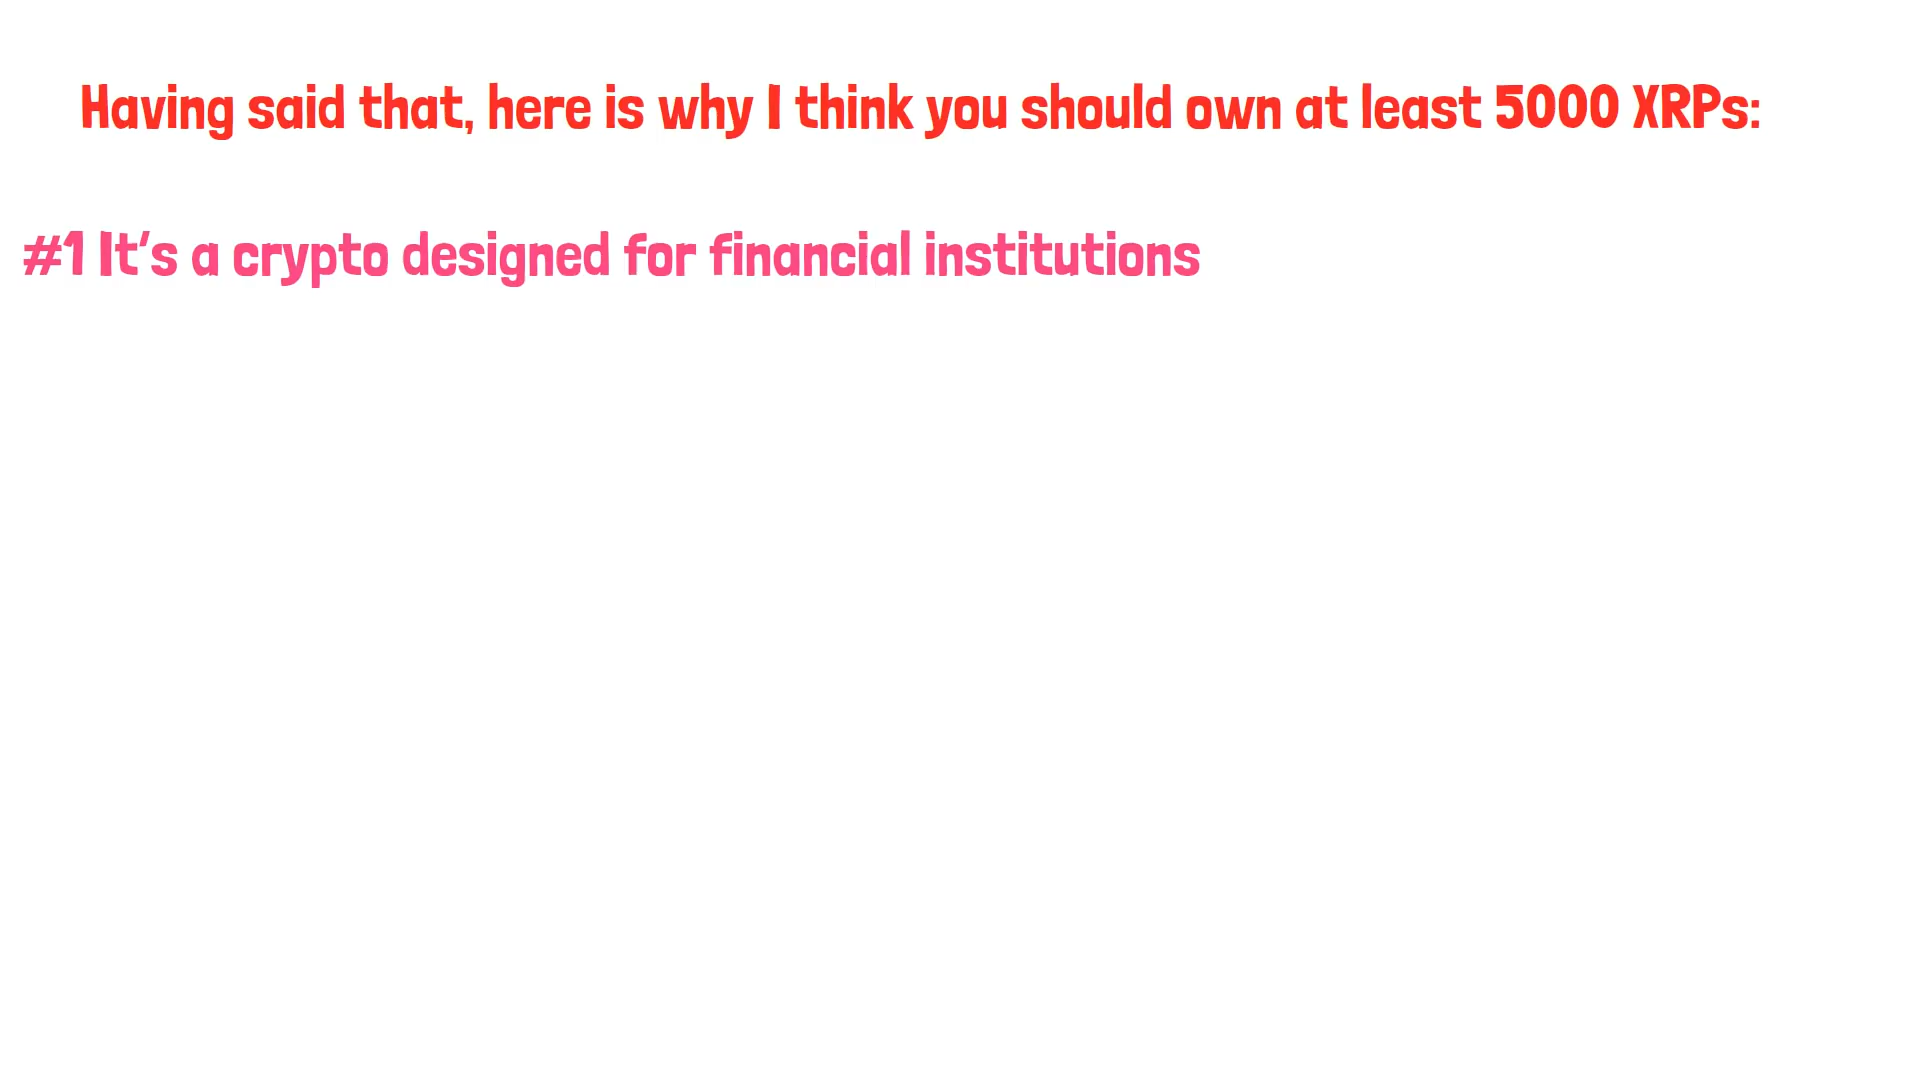 Having said that, here is why I think you should own at least 5000 XRPs:
#1 It's a crypto designed for financial institutions